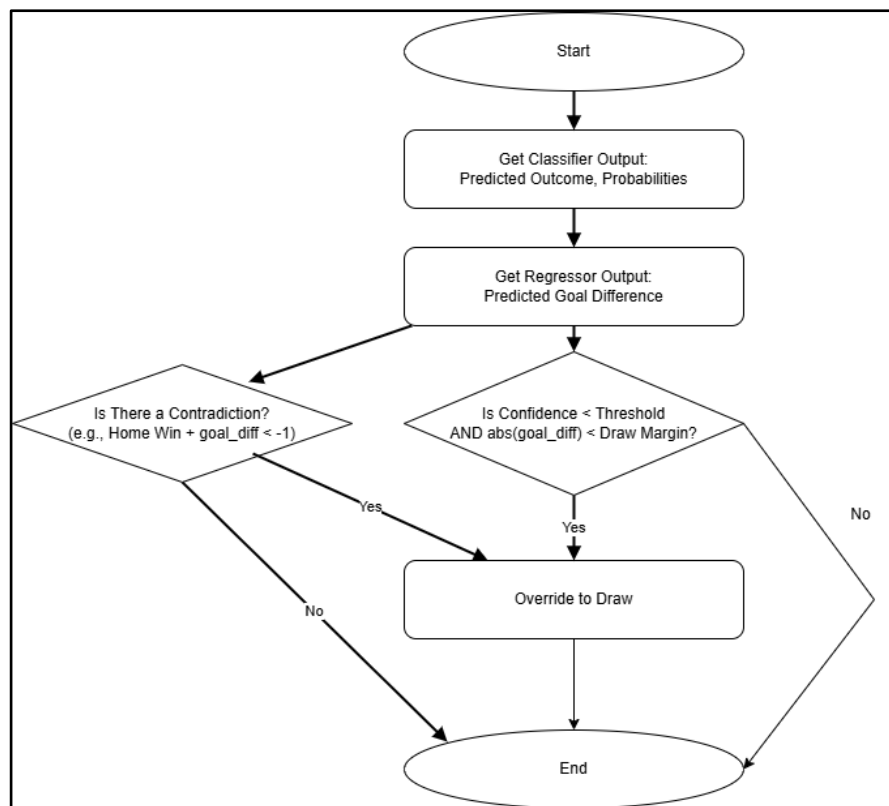 Start
Get Classifier Output:
Predicted Outcome, Probabilities
Get Regressor Output:
Predicted Goal Difference
Is There a Contradiction?
(e.g., Home Win + goal_diff < -1)
Is Confidence < Threshold
AND abs(goal_diff) < Draw Margin?
Yes
Yes
No
Override to Draw
No
End